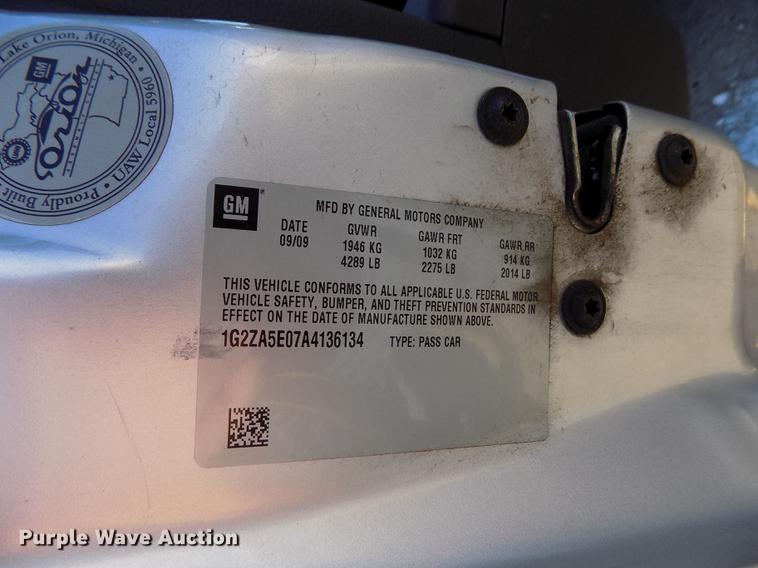 Lake Orion, Michigan
GM
Orion
Proudly Built
UAW Local 5960
GM
MFD BY GENERAL MOTORS COMPANY
DATE GVWR GAWR FRT GAWR RR
09/09 1946 KG 1032 KG 914 KG
4289 LB 2275 LB 2014 LB
THIS VEHICLE CONFORMS TO ALL APPLICABLE U.S. FEDERAL MOTOR
VEHICLE SAFETY, BUMPER, AND THEFT PREVENTION STANDARDS IN
EFFECT ON THE DATE OF MANUFACTURE SHOWN ABOVE.
1G2ZA5E07A4136134 TYPE: PASS CAR
Purple Wave Auction